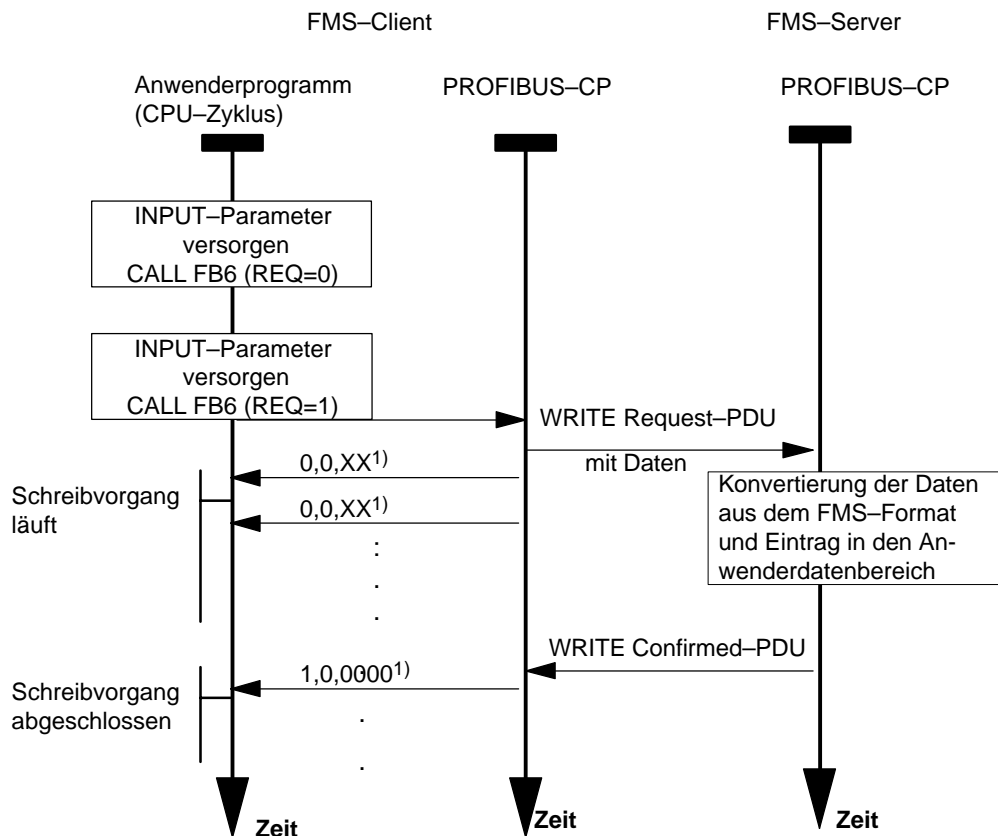 FMS–Client
FMS–Server
Anwenderprogramm
(CPU–Zyklus)
PROFIBUS–CP
PROFIBUS–CP
INPUT–Parameter
versorgen
CALL FB6 (REQ=0)
INPUT–Parameter
versorgen
CALL FB6 (REQ=1)
WRITE Request–PDU
mit Daten
0,0,XX1)
Schreibvorgang
läuft
0,0,XX1)
:
.
.
Konvertierung der Daten
aus dem FMS–Format
und Eintrag in den An-
wenderdatenbereich
WRITE Confirmed–PDU
1,0,00001)
Schreibvorgang
abgeschlossen
.
.
Zeit
Zeit
Zeit